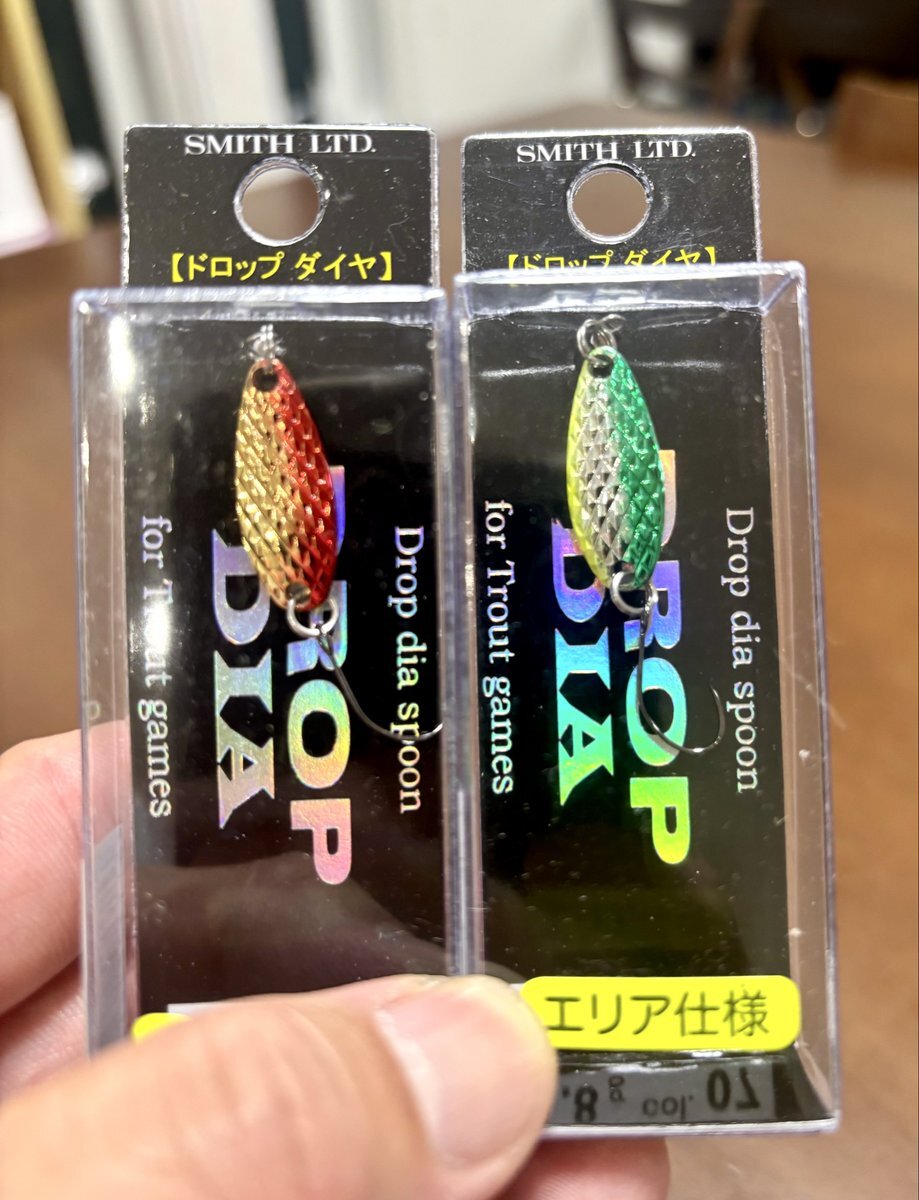 SMITH LTD.
【ドロップ ダイヤ】
Drop dia spoon
DROP
DIA
for Trout games
SMITH LTD.
【ドロップ ダイヤ】
Drop dia spoon
DROP
DIA
for Trout games
エリア仕様